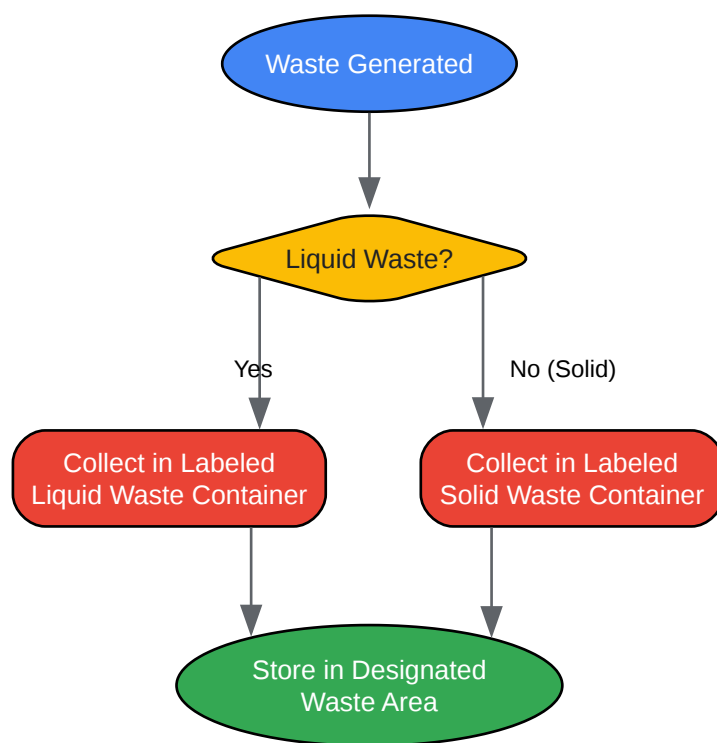 Waste Generated
Liquid Waste?
Yes
No (Solid)
Collect in Labeled
Liquid Waste Container
Collect in Labeled
Solid Waste Container
Store in Designated
Waste Area